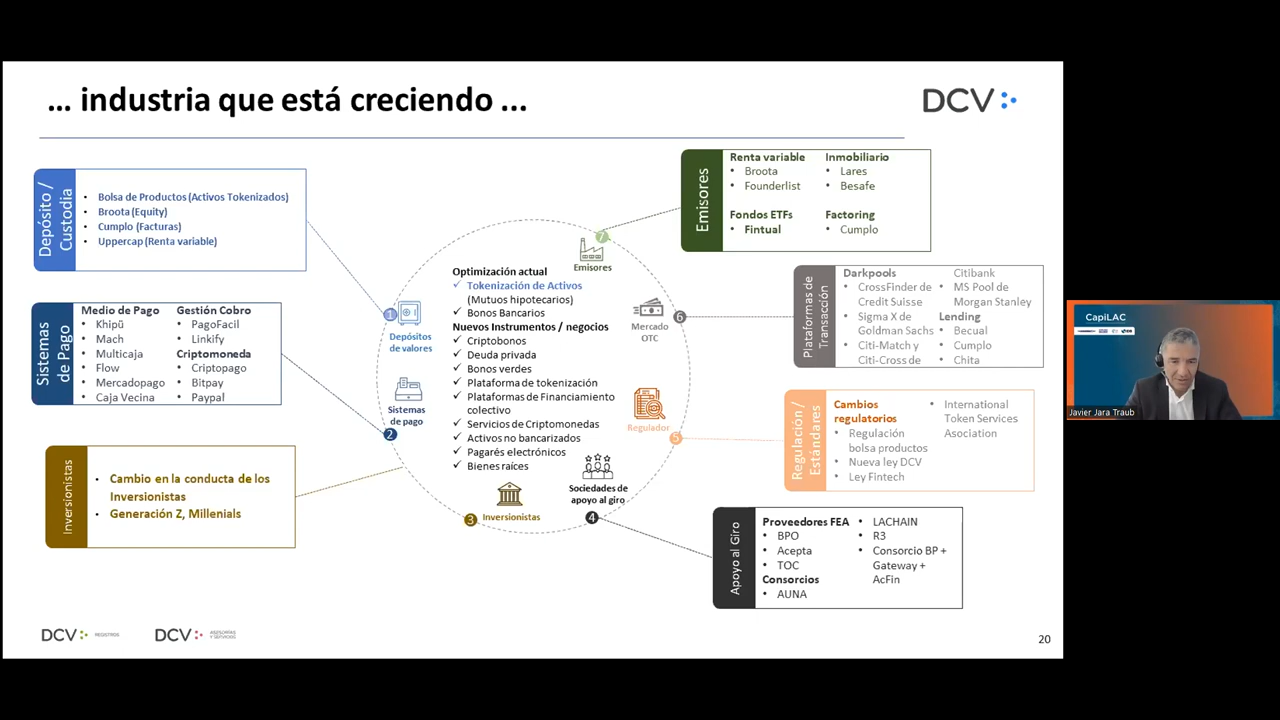 ... industria que está creciendo ...
DCV
Depósito /
Custodia
• Bolsa de Productos (Activos Tokenizados)
• Broota (Equity)
• Cumplo (Facturas)
• Uppercap (Renta variable)
Sistemas
de Pago
Medio de Pago
• Khipü
• Mach
• Multicaja
• Flow
• Mercadopago
• Caja Vecina
Gestión Cobro
• PagoFacil
• Linkify
Criptomoneda
• Criptopago
• Bitpay
• Paypal
Inversionistas
• Cambio en la conducta de los
Inversionistas
• Generación Z, Millenials
1
Depósitos
de valores
Sistemas
de pago
2
3
Inversionistas
Optimización actual
✓ Tokenización de Activos
(Mutuos hipotecarios)
✓ Bonos Bancarios
Nuevos Instrumentos / negocios
✓ Criptobonos
✓ Deuda privada
✓ Bonos verdes
✓ Plataforma de tokenización
✓ Plataformas de Financiamiento
colectivo
✓ Servicios de Criptomonedas
✓ Activos no bancarizados
✓ Pagarés electrónicos
✓ Bienes raíces
7
Emisores
Mercado
OTC
6
Regulador
5
Sociedades de
apoyo al giro
4
Emisores
Renta variable
• Broota
• Founderlist
Fondos ETFs
• Fintual
Inmobiliario
• Lares
• Besafe
Factoring
• Cumplo
Plataformas de
Transacción
Darkpools
• CrossFinder de
Credit Suisse
• Sigma X de
Goldman Sachs
• Citi-Match y
Citi-Cross de
Citibank
• MS Pool de
Morgan Stanley
Lending
• Becual
• Cumplo
• Chita
Regulación /
Estándares
Cambios
regulatorios
• Regulación
bolsa productos
• Nueva ley DCV
• Ley Fintech
• International
Token Services
Asociation
Apoyo al Giro
Proveedores FEA
• BPO
• Acepta
• TOC
Consorcios
• AUNA
• LACHAIN
• R3
• Consorcio BP +
Gateway +
AcFin
DCV REGISTROS
DCV ASESORÍAS
Y SERVICIOS
20
CapiLAC
Javier Jara Traub